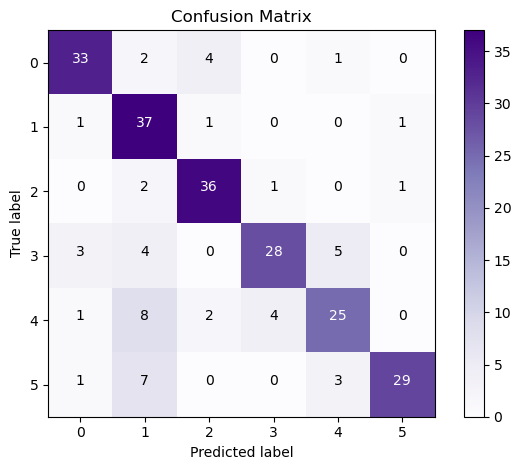 Confusion Matrix
0 33 2 4 0 1 0
1 1 37 1 0 0 1
2 0 2 36 1 0 1
3 3 4 0 28 5 0
4 1 8 2 4 25 0
5 1 7 0 0 3 29
0 1 2 3 4 5
Predicted label
True label
35
30
25
20
15
10
5
0